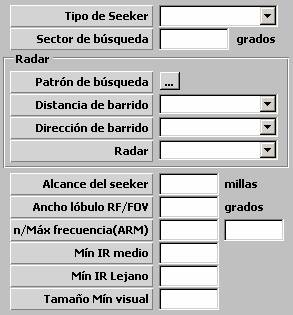 Tipo de Seeker
Sector de búsqueda grados
Radar
Patrón de búsqueda ...
Distancia de barrido
Dirección de barrido
Radar
Alcance del seeker millas
Ancho lóbulo RF/FOV grados
n/Máx frecuencia(ARM)
Mín IR medio
Mín IR Lejano
Tamaño Mín visual